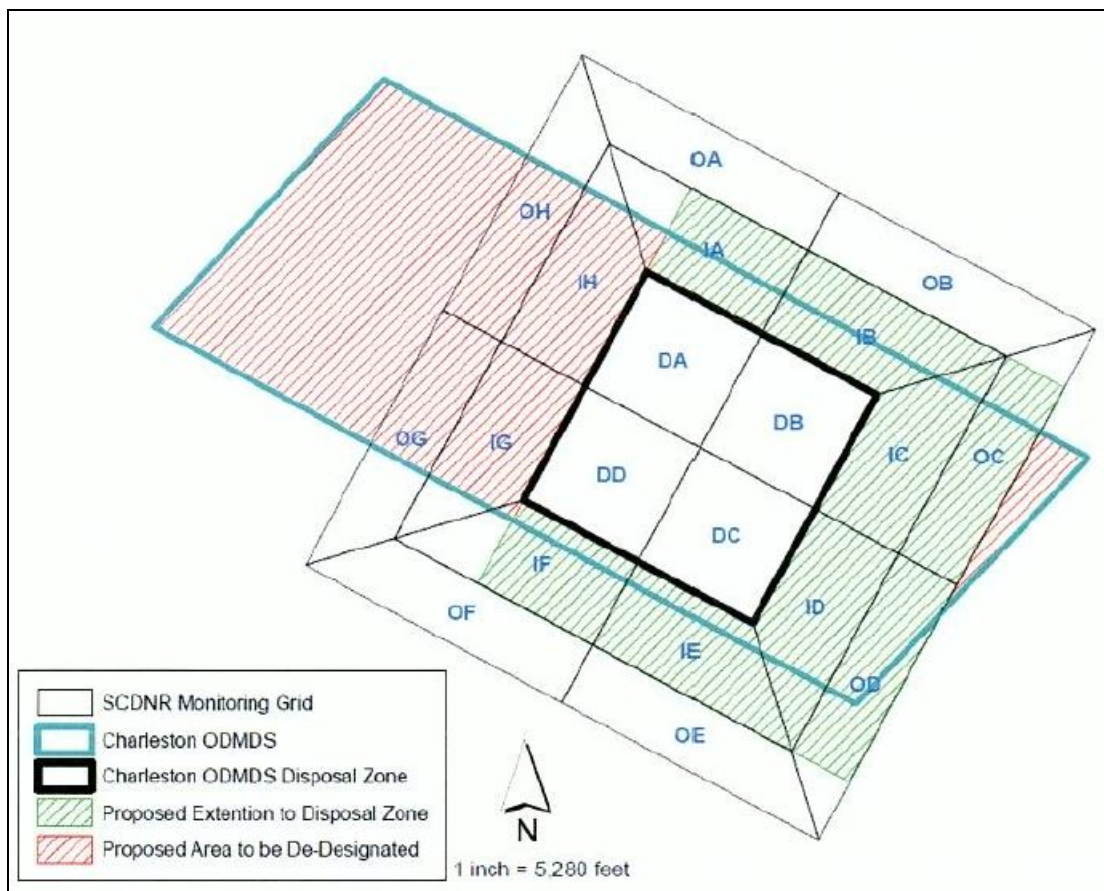 OA
OH
IA
OB
IH
IB
DA
DB
OG
IG
IC
OC
DD
DC
IF
ID
OF
IE
OD
OE
SCDNR Monitoring Grid
Charleston ODMDS
Charleston ODMDS Disposal Zone
Proposed Extention to Disposal Zone
Proposed Area to be De-Designated
N
1 inch = 5,280 feet